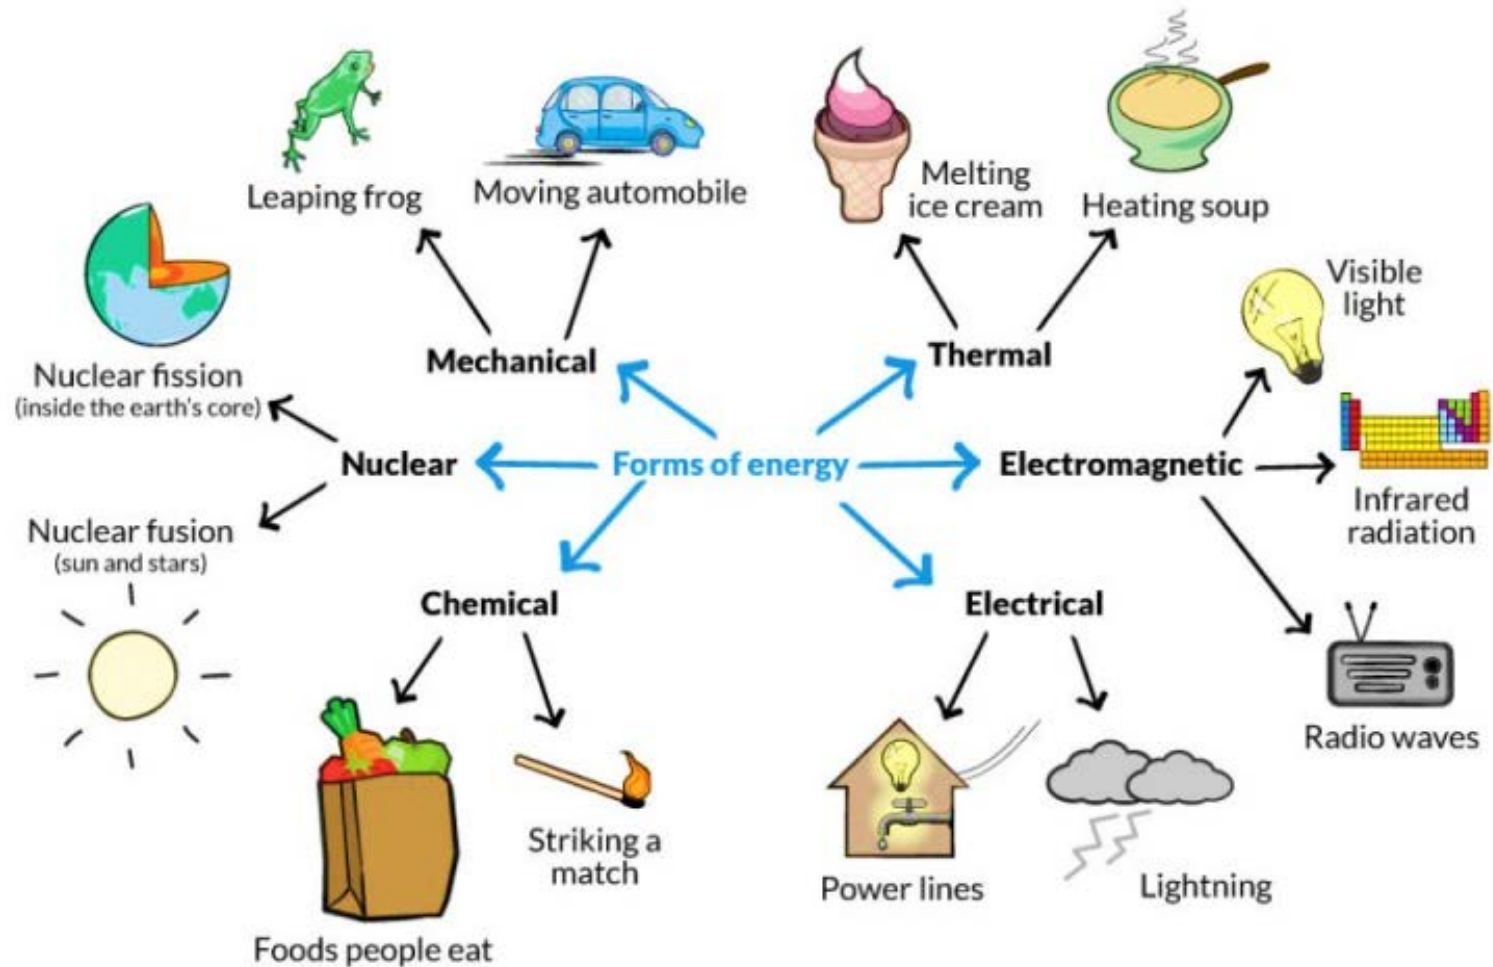 Leaping frog
Moving automobile
Melting
ice cream
Heating soup
Visible
light
Nuclear fission
(inside the earth's core)
Mechanical
Thermal
Nuclear
Forms of energy
Electromagnetic
Infrared
radiation
Nuclear fusion
(sun and stars)
Chemical
Electrical
Radio waves
Striking a
match
Power lines
Lightning
Foods people eat